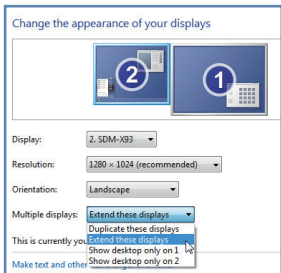 Change the appearance of your displays
2
1
Display: 2. SDM-X93
Resolution: 1280 × 1024 (recommended)
Orientation: Landscape
Multiple displays: Extend these displays
Duplicate these displays
This is currently you
Extend these displays
Show desktop only on 1
Make text and other
Show desktop only on 2